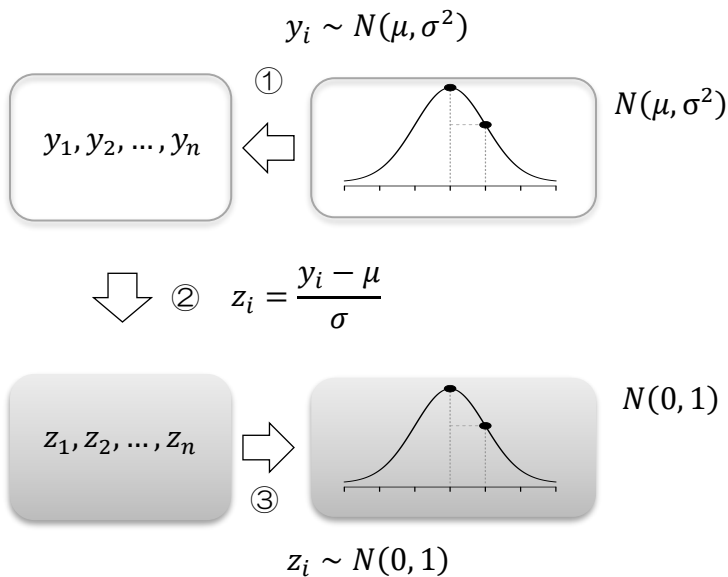 𝑦ᵢ ~ 𝑁(𝜇, 𝜎²)
①
𝑁(𝜇, σ²)
𝑦₁, 𝑦₂, … , 𝑦ₙ
② 𝑧ᵢ = (𝑦ᵢ − 𝜇) / 𝜎
𝑁(0, 1)
𝑧₁, 𝑧₂, … , 𝑧ₙ
③
𝑧ᵢ ~ 𝑁(0, 1)